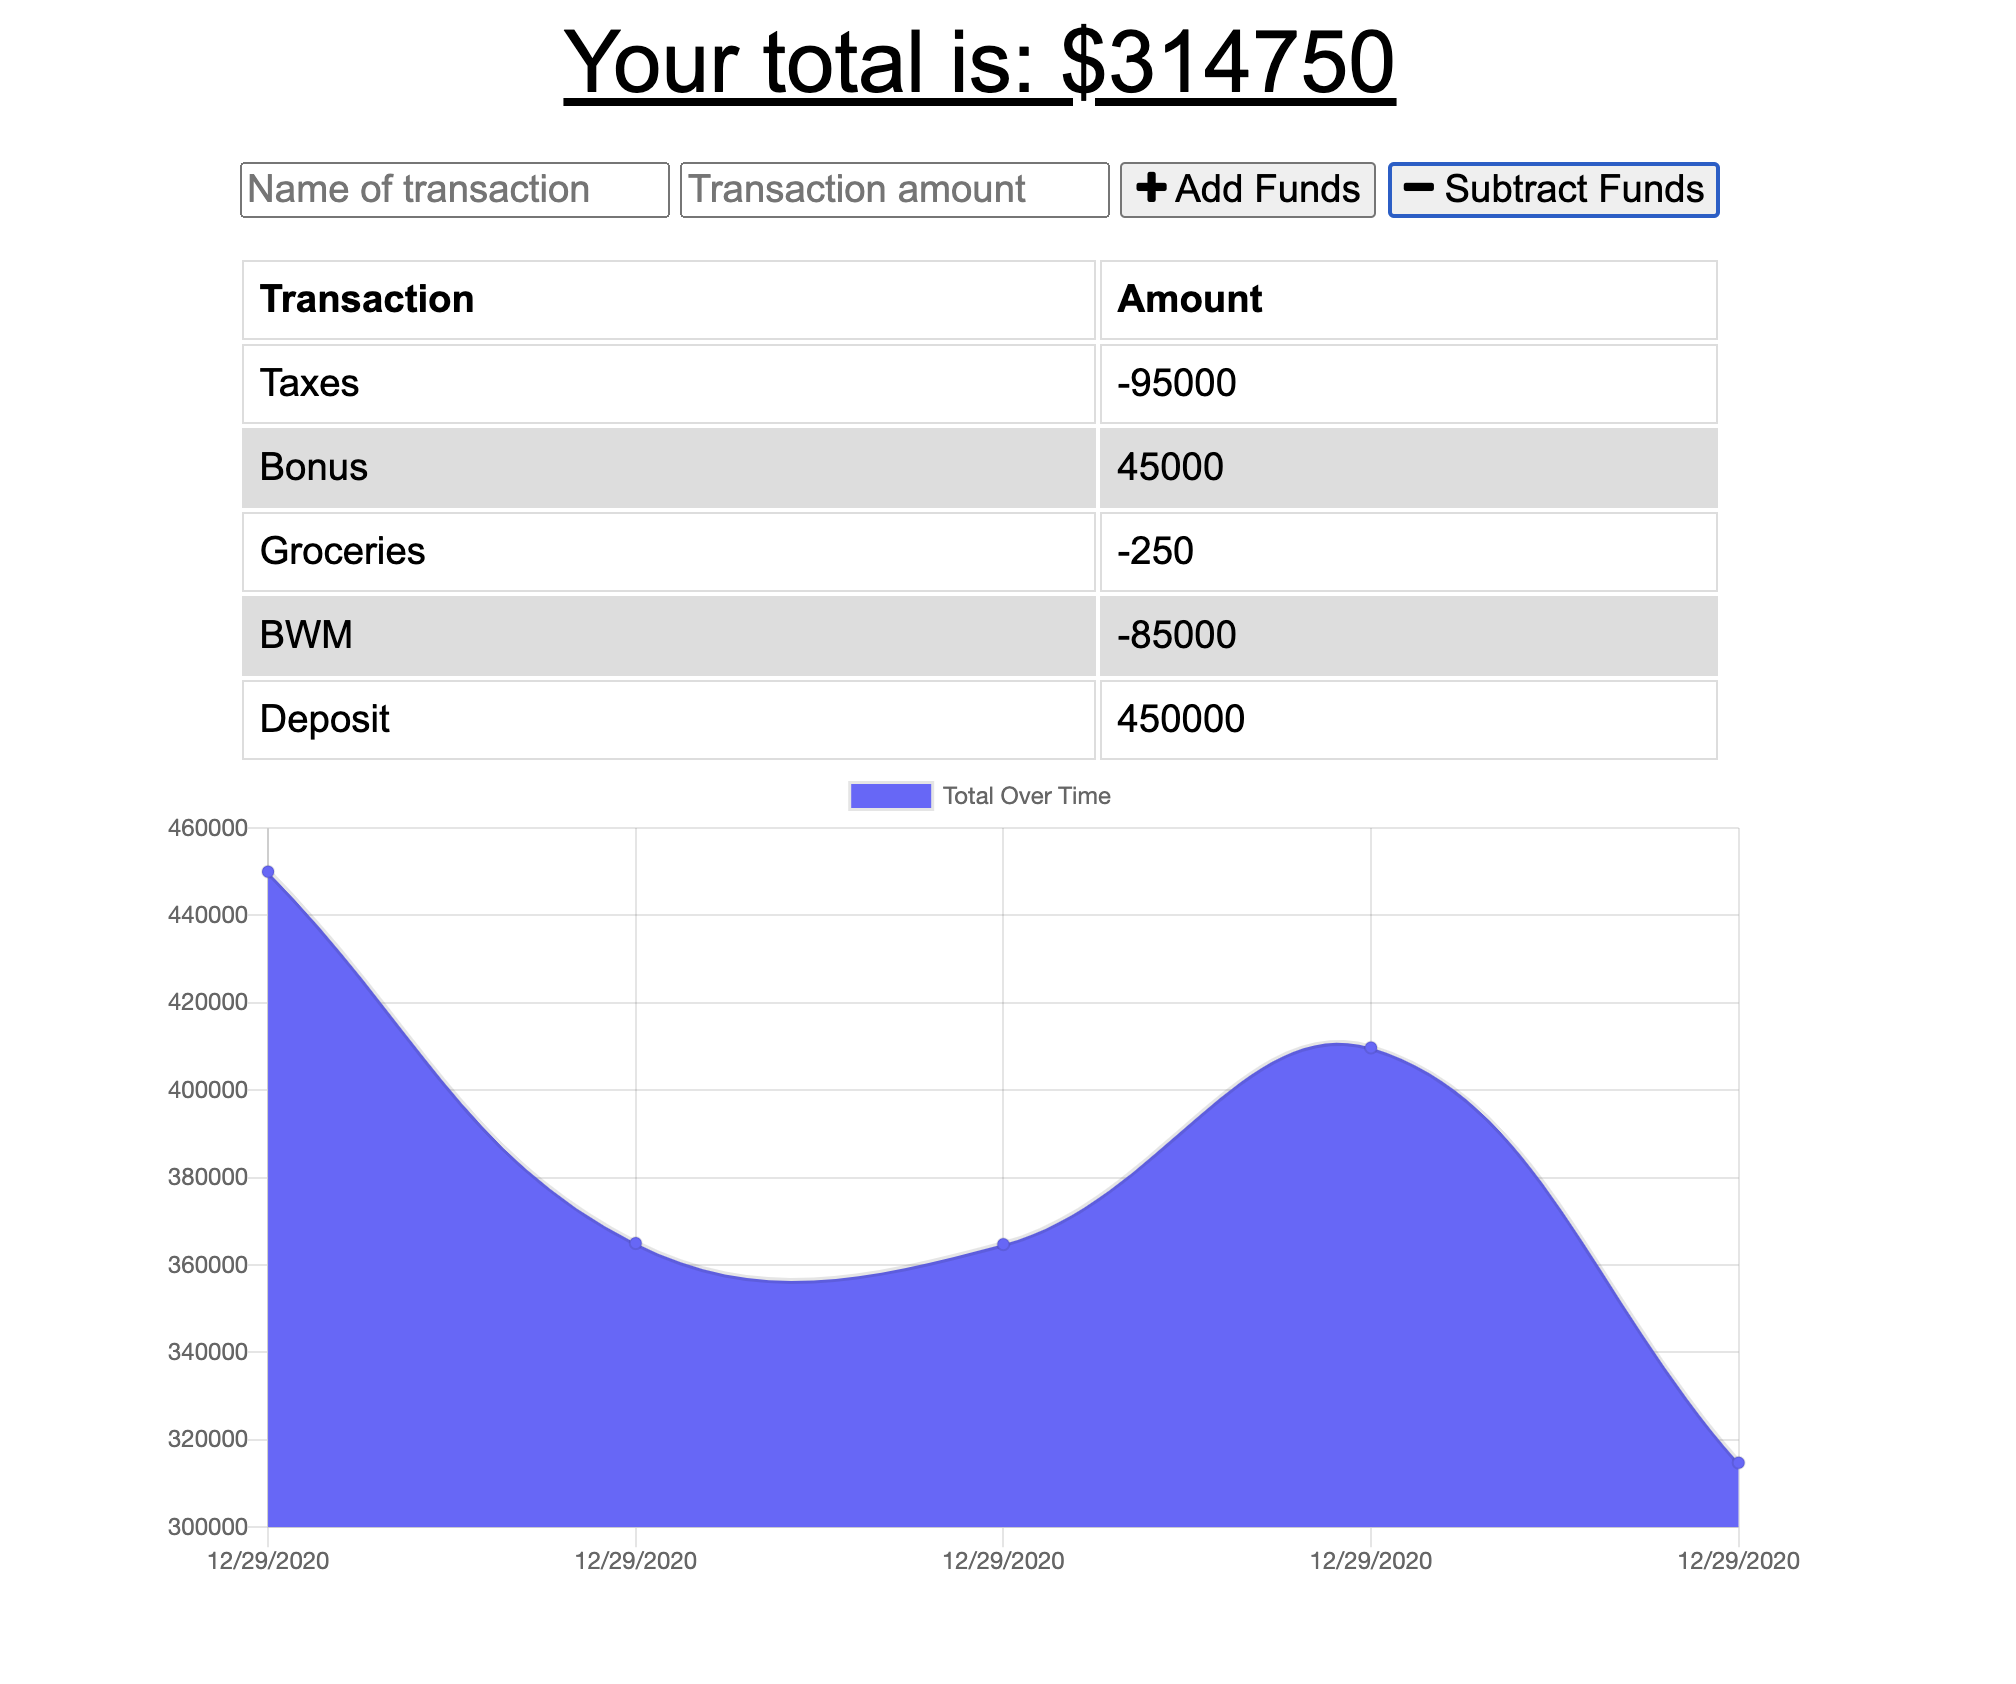 Your total is: $314750
Name of transaction Transaction amount + Add Funds − Subtract Funds
Transaction Amount
Taxes -95000
Bonus 45000
Groceries -250
BWM -85000
Deposit 450000
Total Over Time
460000
440000
420000
400000
380000
360000
340000
320000
300000
12/29/2020 12/29/2020 12/29/2020 12/29/2020 12/29/2020